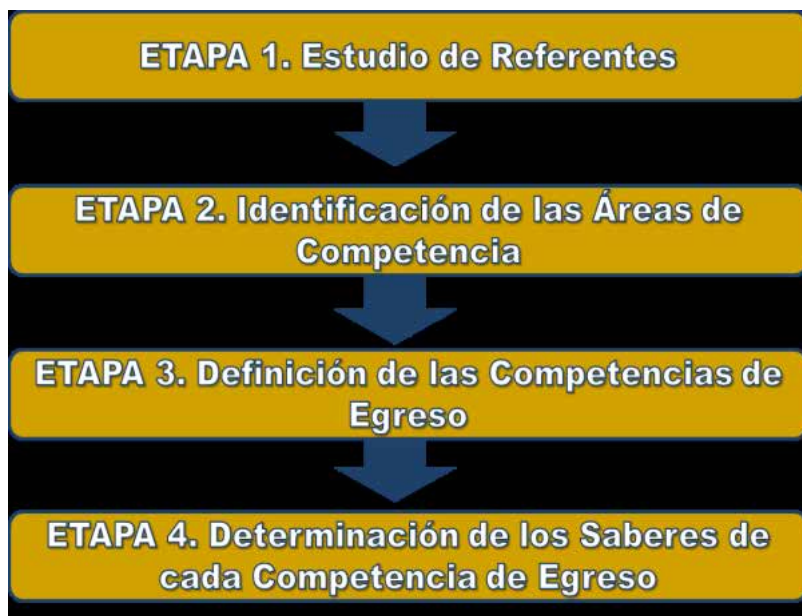 ETAPA 1. Estudio de Referentes
ETAPA 2. Identificación de las Áreas de
Competencia
ETAPA 3. Definición de las Competencias de
Egreso
ETAPA 4. Determinación de los Saberes de
cada Competencia de Egreso